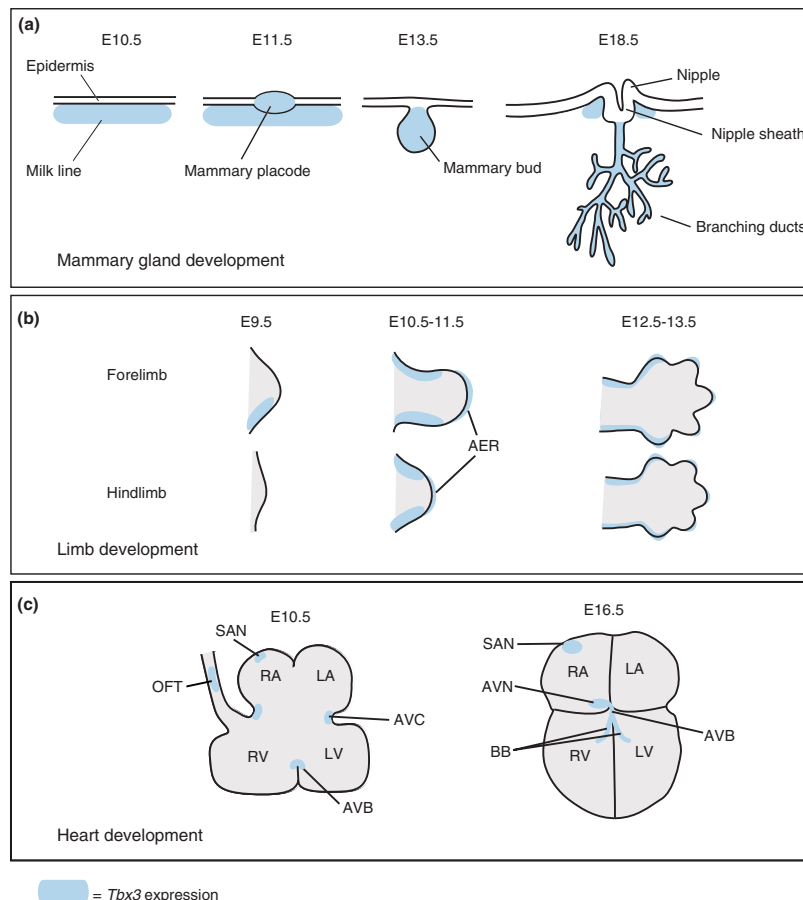 (a)
E10.5
E11.5
E13.5
E18.5
Epidermis
Nipple
Nipple sheath
Milk line
Mammary placode
Mammary bud
Branching ducts
Mammary gland development
(b)
E9.5
E10.5-11.5
E12.5-13.5
Forelimb
AER
Hindlimb
Limb development
(c)
E10.5
E16.5
SAN
SAN
RA
LA
RA
LA
OFT
AVN
AVC
AVB
RV
LV
BB
RV
LV
AVB
Heart development
= Tbx3 expression